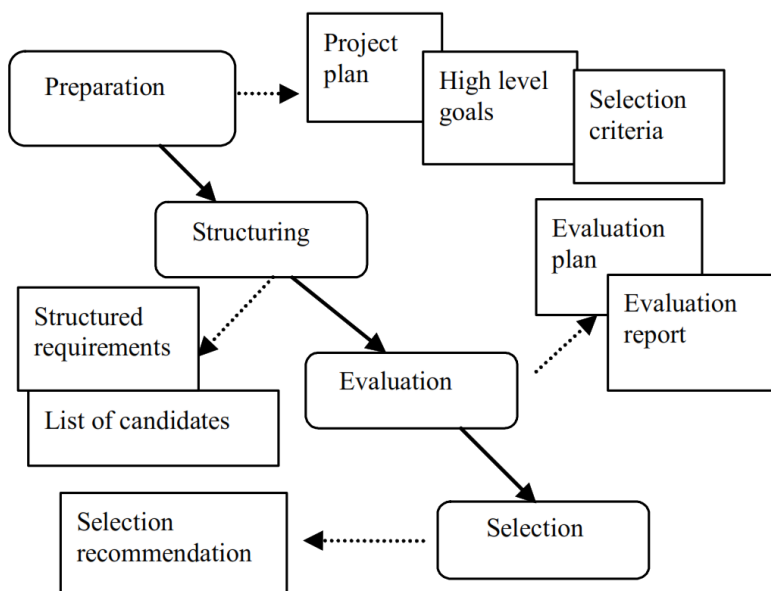 Preparation
Project
plan
High level
goals
Selection
criteria
Structuring
Evaluation
plan
Evaluation
report
Structured
requirements
List of candidates
Evaluation
Selection
recommendation
Selection